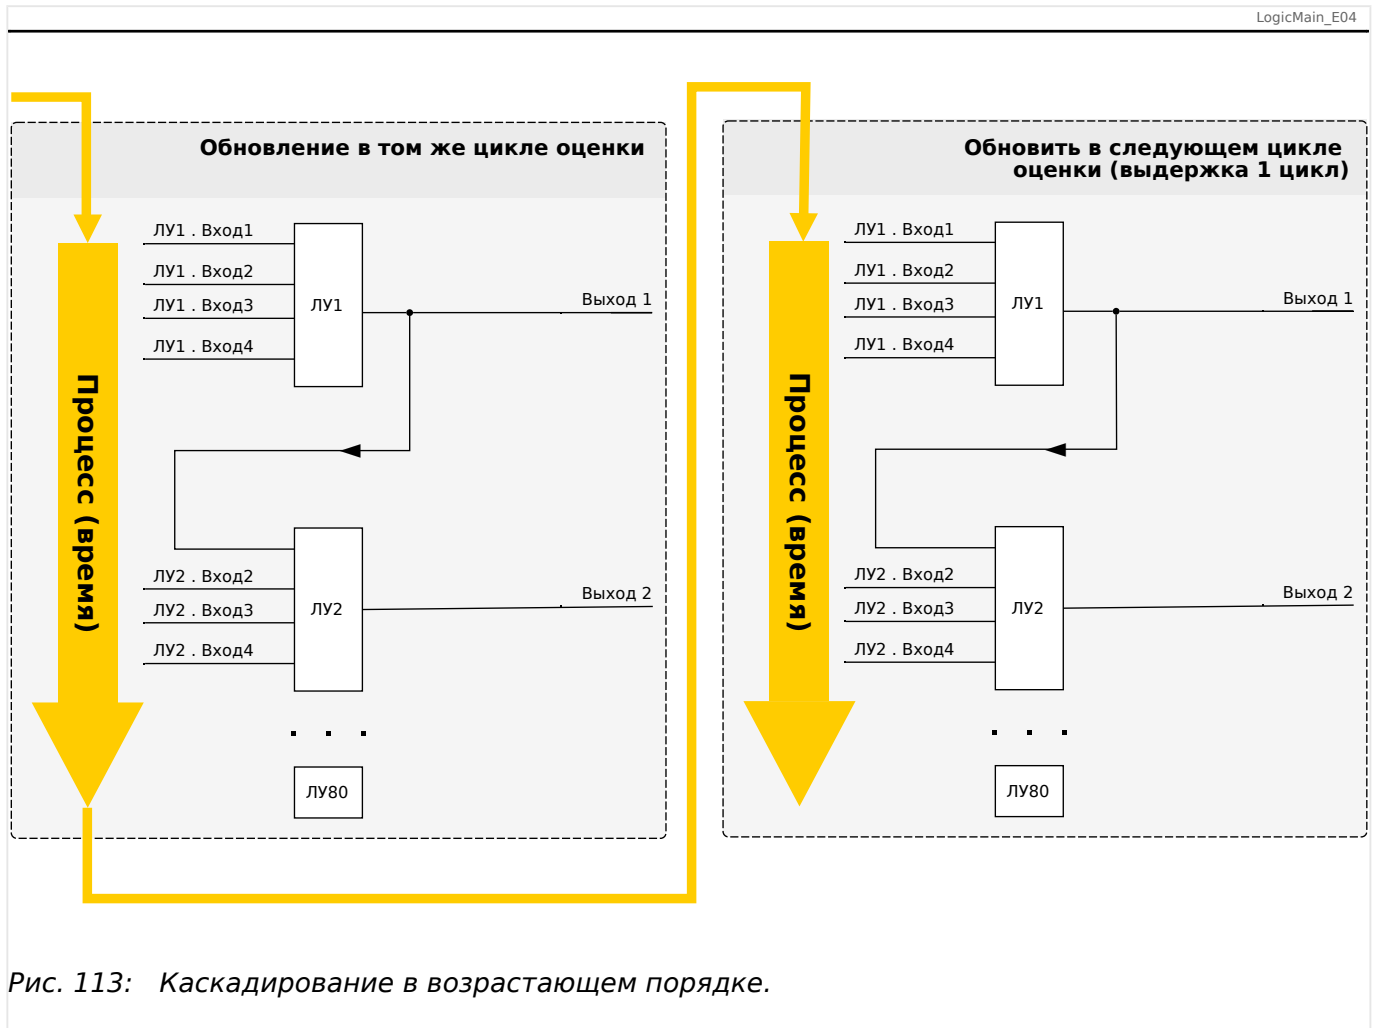 LogicMain_E04
Обновление в том же цикле оценки
ЛУ1 . Вход1
ЛУ1 . Вход2
ЛУ1 . Вход3
ЛУ1 . Вход4
ЛУ1
Выход 1
Процесс (время)
ЛУ2 . Вход2
ЛУ2 . Вход3
ЛУ2 . Вход4
ЛУ2
Выход 2
. . .
ЛУ80
Обновить в следующем цикле
оценки (выдержка 1 цикл)
ЛУ1 . Вход1
ЛУ1 . Вход2
ЛУ1 . Вход3
ЛУ1 . Вход4
ЛУ1
Выход 1
Процесс (время)
ЛУ2 . Вход2
ЛУ2 . Вход3
ЛУ2 . Вход4
ЛУ2
Выход 2
. . .
ЛУ80
Рис. 113: Каскадирование в возрастающем порядке.